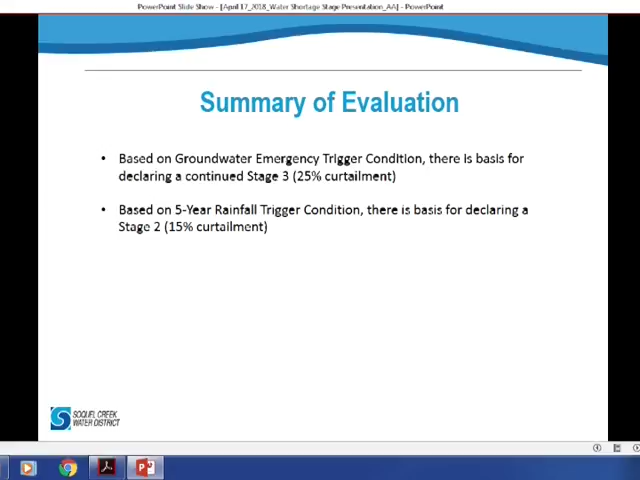 PowerPoint Slide Show - [April 17_2018_Water Shortage Stage Presentation_AA] - PowerPoint
Summary of Evaluation
• Based on Groundwater Emergency Trigger Condition, there is basis for
declaring a continued Stage 3 (25% curtailment)
• Based on 5-Year Rainfall Trigger Condition, there is basis for declaring a
Stage 2 (15% curtailment)
SOQUEL CREEK
WATER DISTRICT